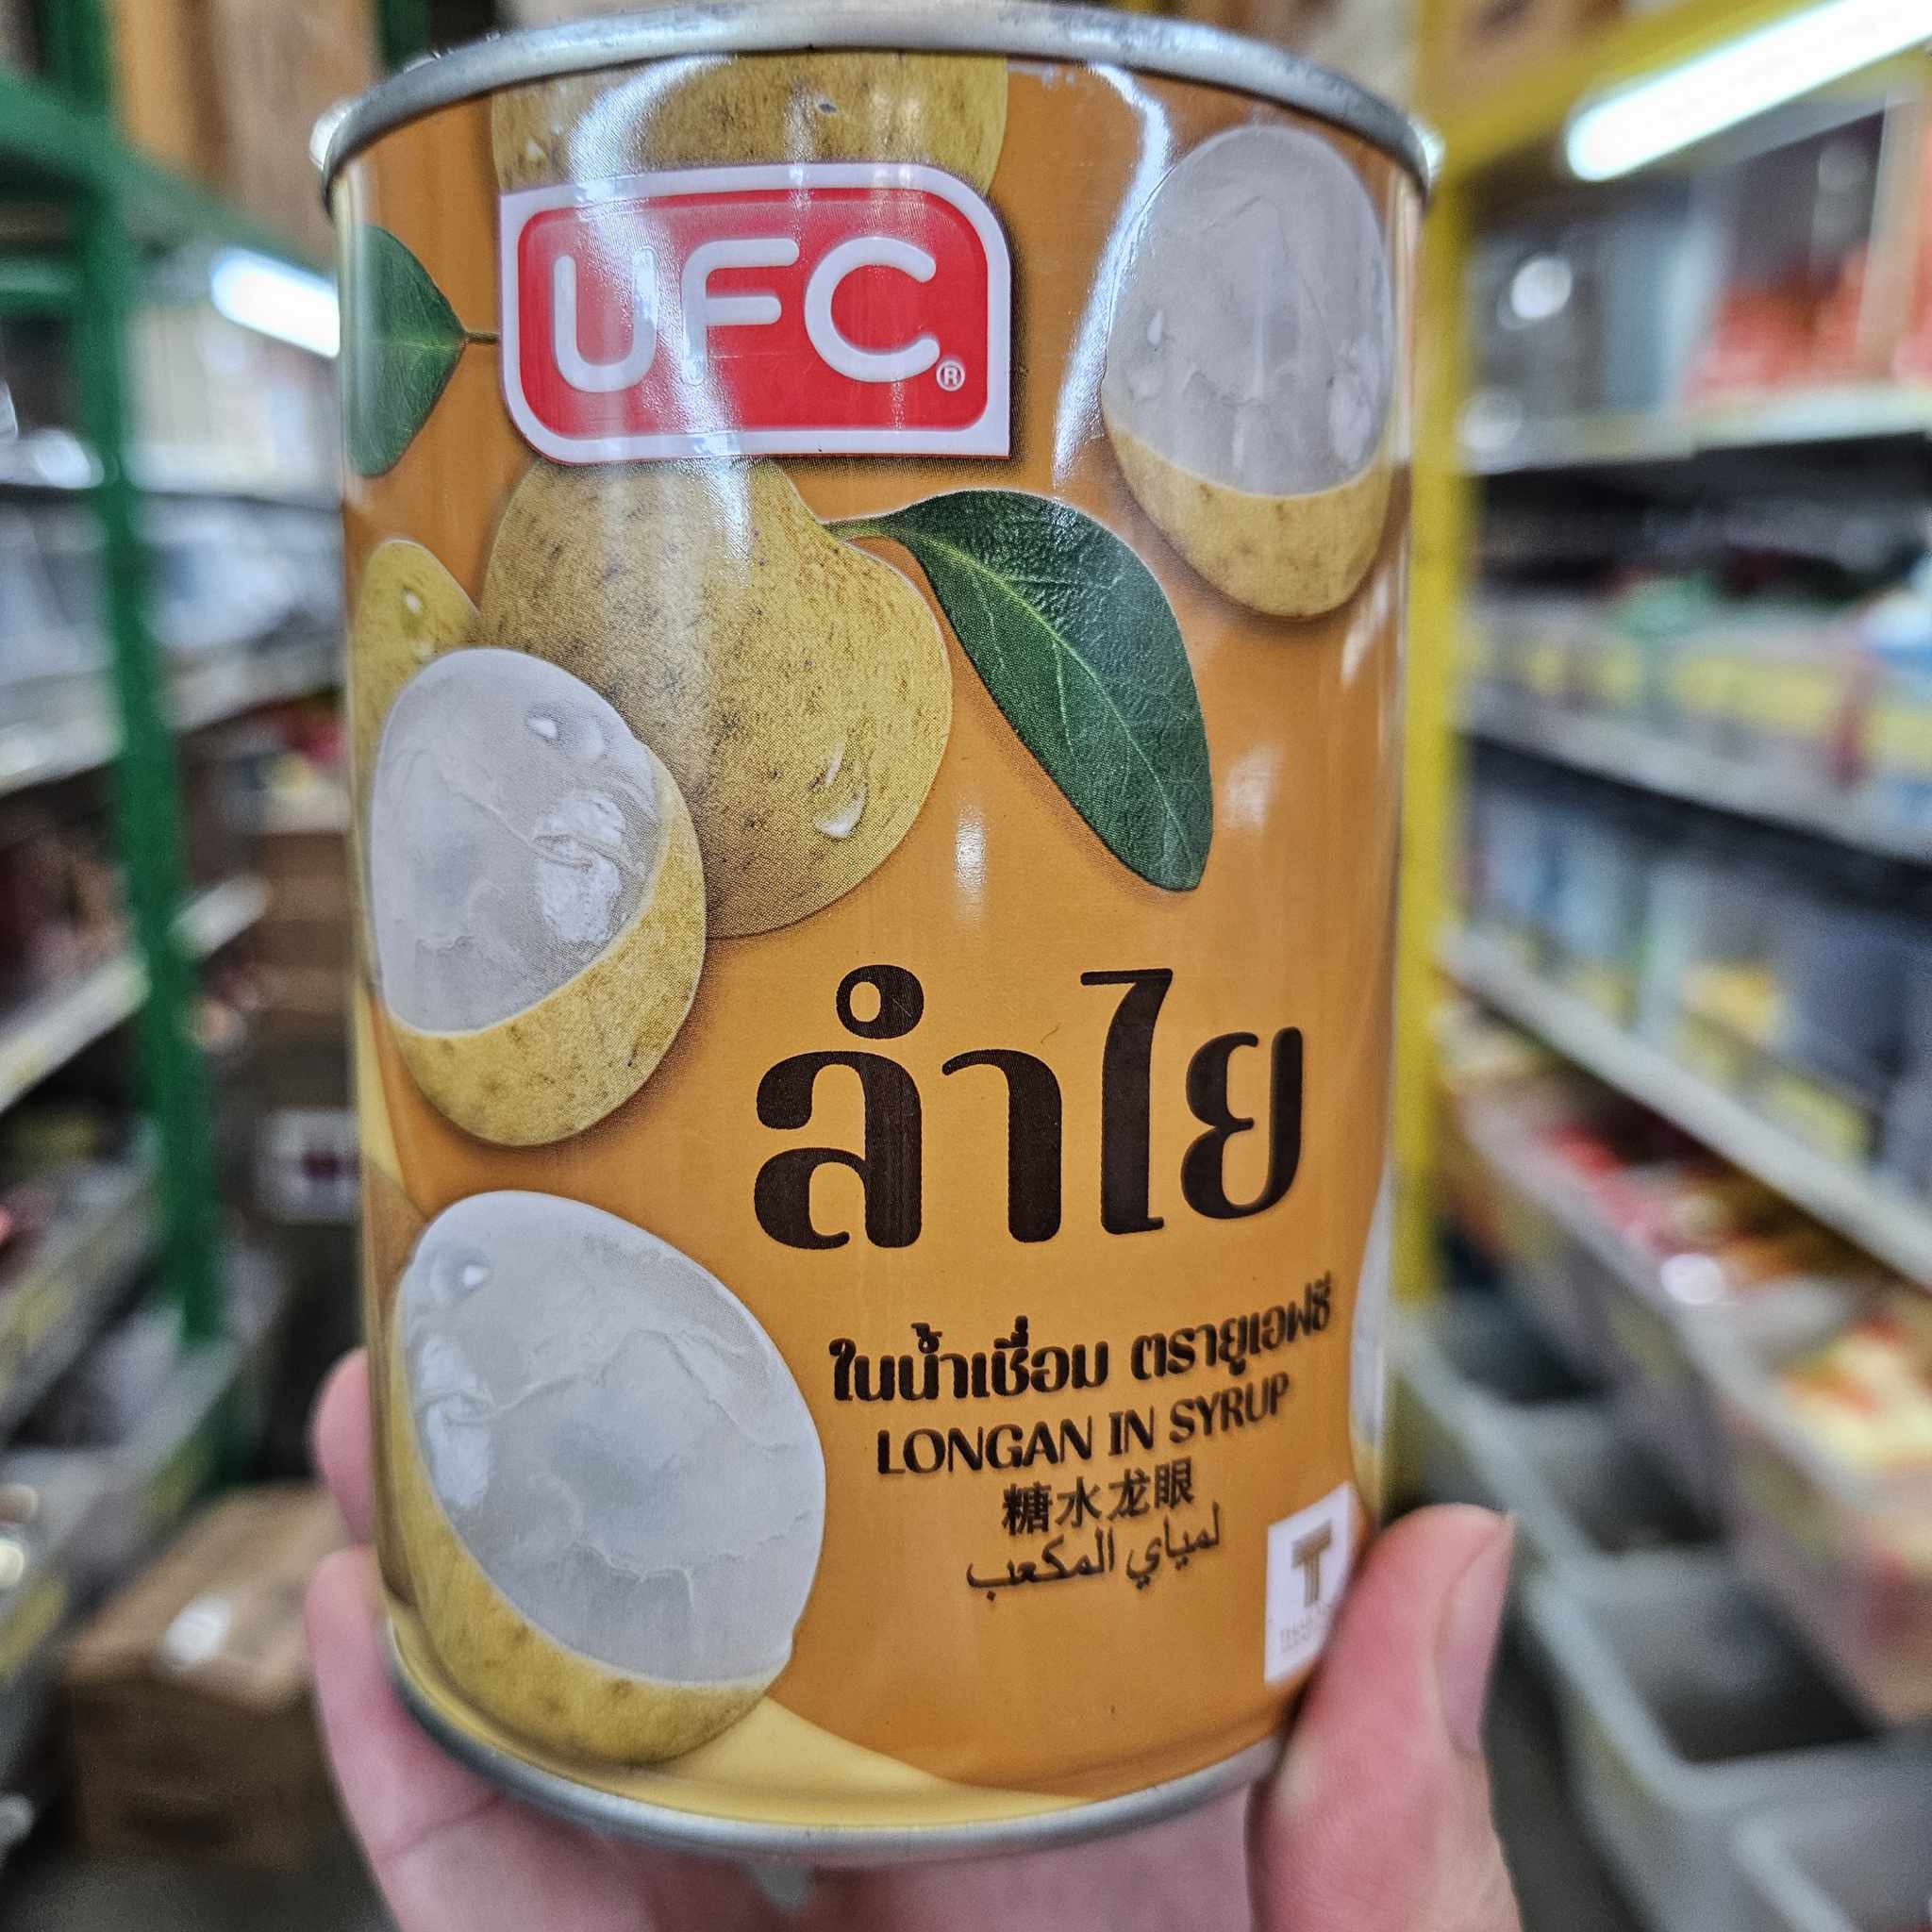 UFC®
ลำไย
ในน้ำเชื่อม ตรายูเอฟซี
LONGAN IN SYRUP
糖水龙眼
لمياي المكعب
T